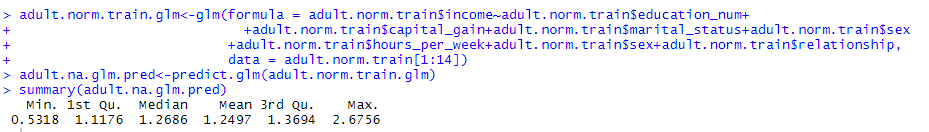 > adult.norm.train.glm<-glm(formula = adult.norm.train$income~adult.norm.train$education_num+
+                             +adult.norm.train$capital_gain+adult.norm.train$marital_status+adult.norm.train$sex
+                           +adult.norm.train$hours_per_week+adult.norm.train$sex+adult.norm.train$relationship,
+                           data = adult.norm.train[1:14])
> adult.na.glm.pred<-predict.glm(adult.norm.train.glm)
> summary(adult.na.glm.pred)
   Min. 1st Qu.  Median    Mean 3rd Qu.    Max. 
 0.5318  1.1176  1.2686  1.2497  1.3694  2.6756